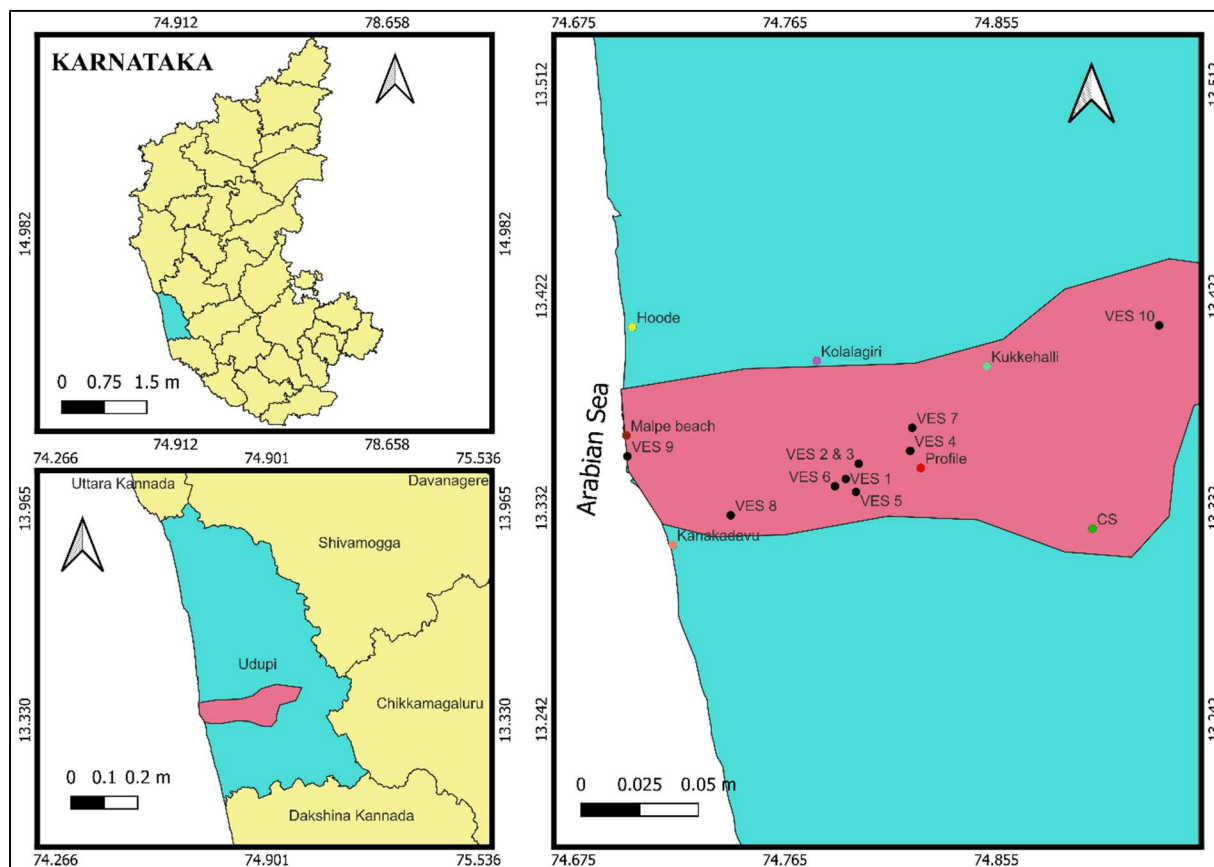 74.912 78.658
KARNATAKA
14.982 14.982
0 0.75 1.5 m
74.912 78.658
74.266 74.901 75.536
13.965 13.965
Uttara Kannada
Davanagere
Shivamogga
Udupi
Chikkamagaluru
13.330 13.330
0 0.1 0.2 m
Dakshina Kannada
74.266 74.901 75.536
74.675 74.765 74.855
13.512 13.512
13.422 13.422
Hoode
VES 10
Kolalagiri
Kukkehalli
Arabian Sea
Malpe beach
VES 7
VES 9
VES 4
VES 2 & 3
Profile
VES 6
VES 1
VES 5
13.332 13.332
VES 8
CS
Kanakadavu
13.242 13.242
0 0.025 0.05 m
74.675 74.765 74.855